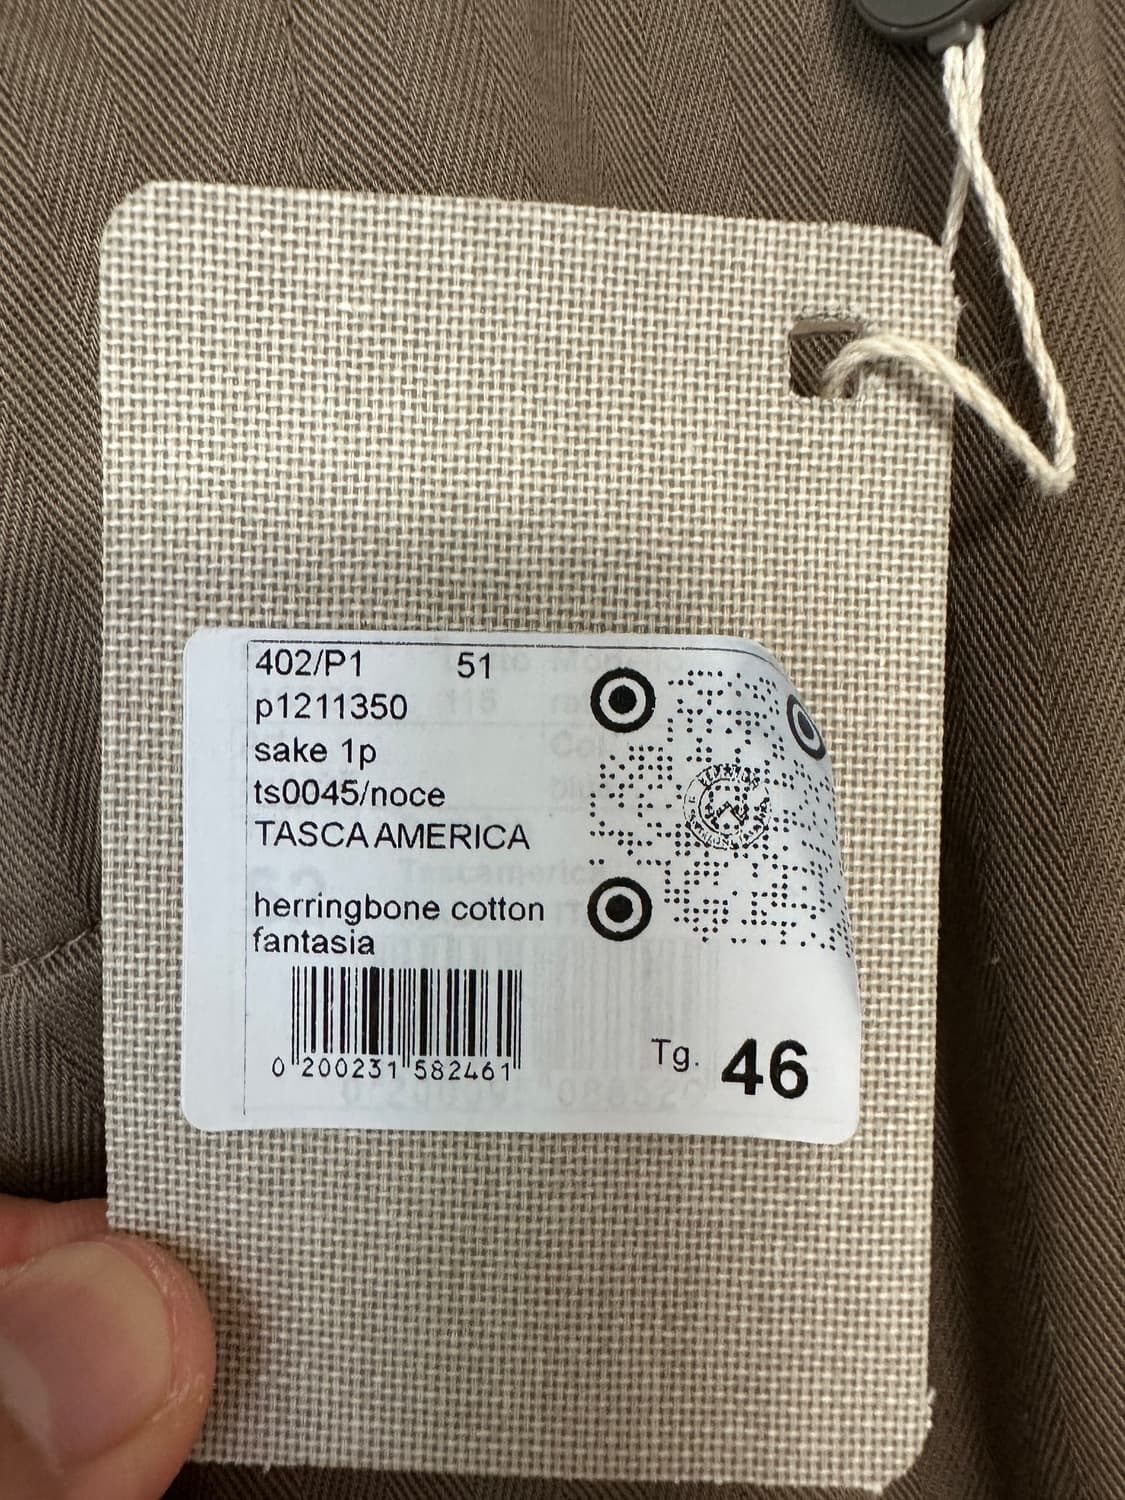 402/P1 51
p1211350
sake 1p
ts0045/noce
TASCA AMERICA
herringbone cotton
fantasia
0 200231 582461
Tg. 46